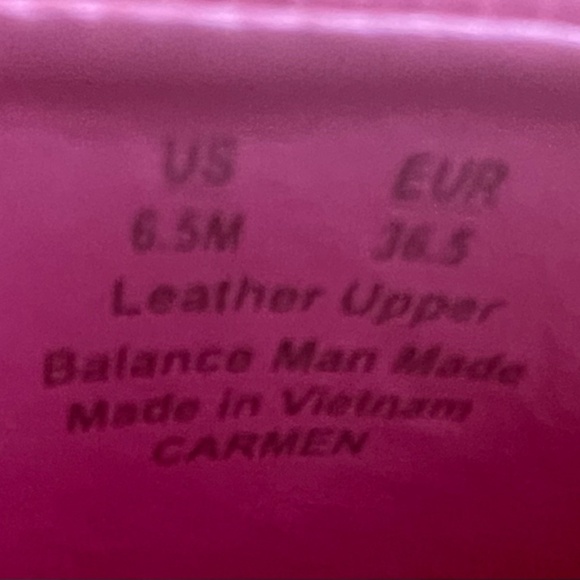 US EUR
6.5M 36.5
Leather Upper
Balance Man Made
Made in Vietnam
CARMEN